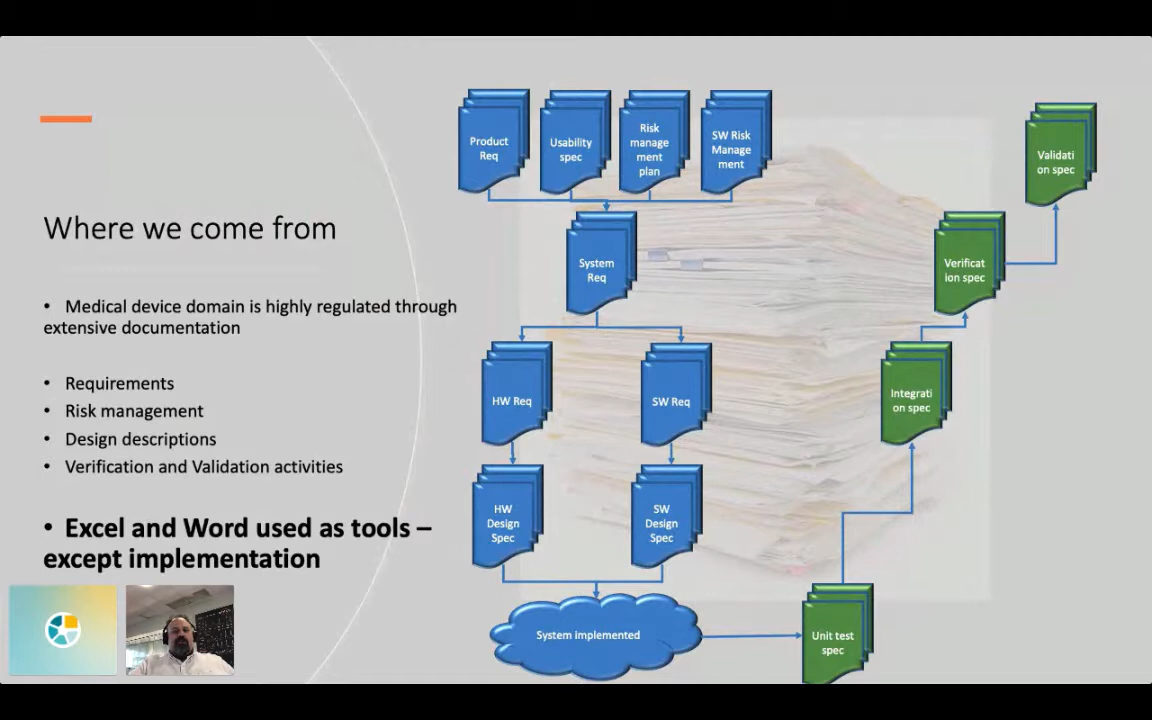 Where we come from
• Medical device domain is highly regulated through
extensive documentation
• Requirements
• Risk management
• Design descriptions
• Verification and Validation activities
• Excel and Word used as tools –
except implementation
Product
Req
Usability
spec
Risk
manage
ment
plan
SW Risk
Manage
ment
System
Req
HW Req
SW Req
HW
Design
Spec
SW
Design
Spec
System implemented
Unit test
spec
Integrati
on spec
Verificat
ion spec
Validati
on spec